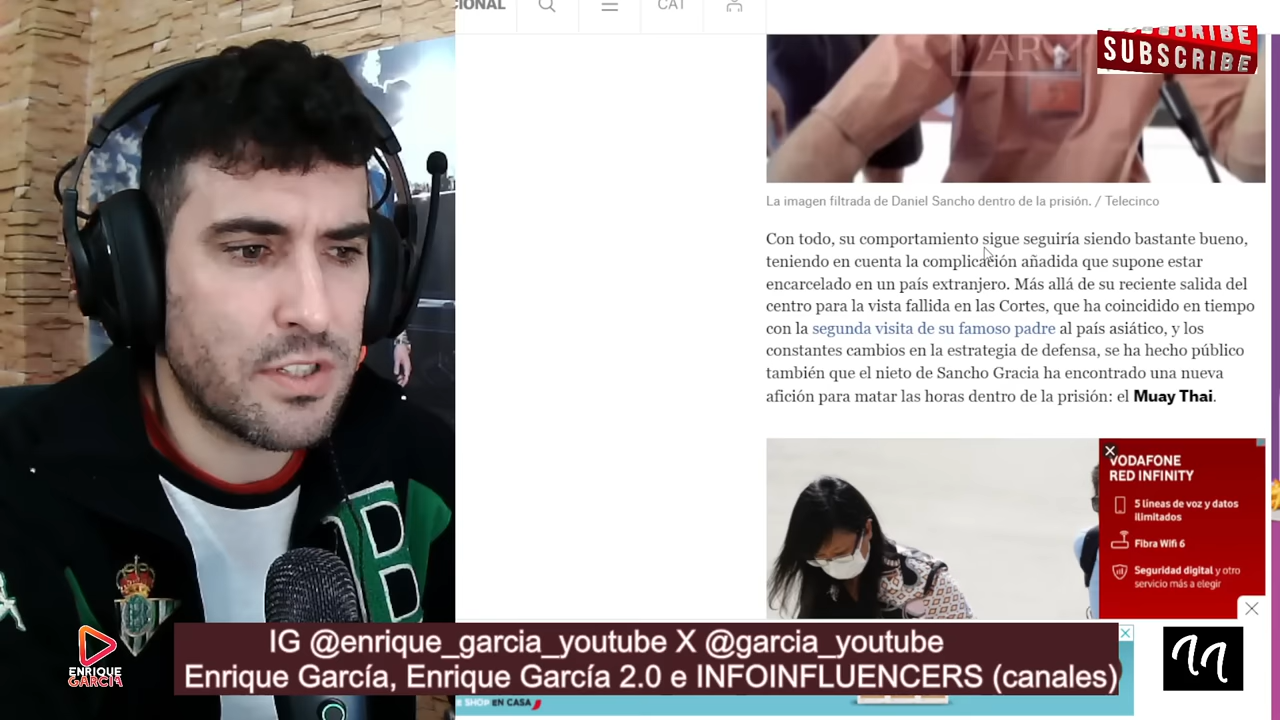 CIONAL
CAT
SUBSCRIBE
SUBSCRIBE
AR
La imagen filtrada de Daniel Sancho dentro de la prisión. / Telecinco
Con todo, su comportamiento sigue seguiría siendo bastante bueno,
teniendo en cuenta la complicación añadida que supone estar
encarcelado en un país extranjero. Más allá de su reciente salida del
centro para la vista fallida en las Cortes, que ha coincidido en tiempo
con la segunda visita de su famoso padre al país asiático, y los
constantes cambios en la estrategia de defensa, se ha hecho público
también que el nieto de Sancho Gracia ha encontrado una nueva
afición para matar las horas dentro de la prisión: el Muay Thai.
VODAFONE
RED INFINITY
5 líneas de voz y datos
ilimitados
Fibra Wifi 6
Seguridad digital y otro
servicio más a elegir
B
ENRIQUE
GARCÍA
IG @enrique_garcia_youtube X @garcia_youtube
Enrique García, Enrique García 2.0 e INFOINFLUENCERS (canales)
E SHOP EN CASA